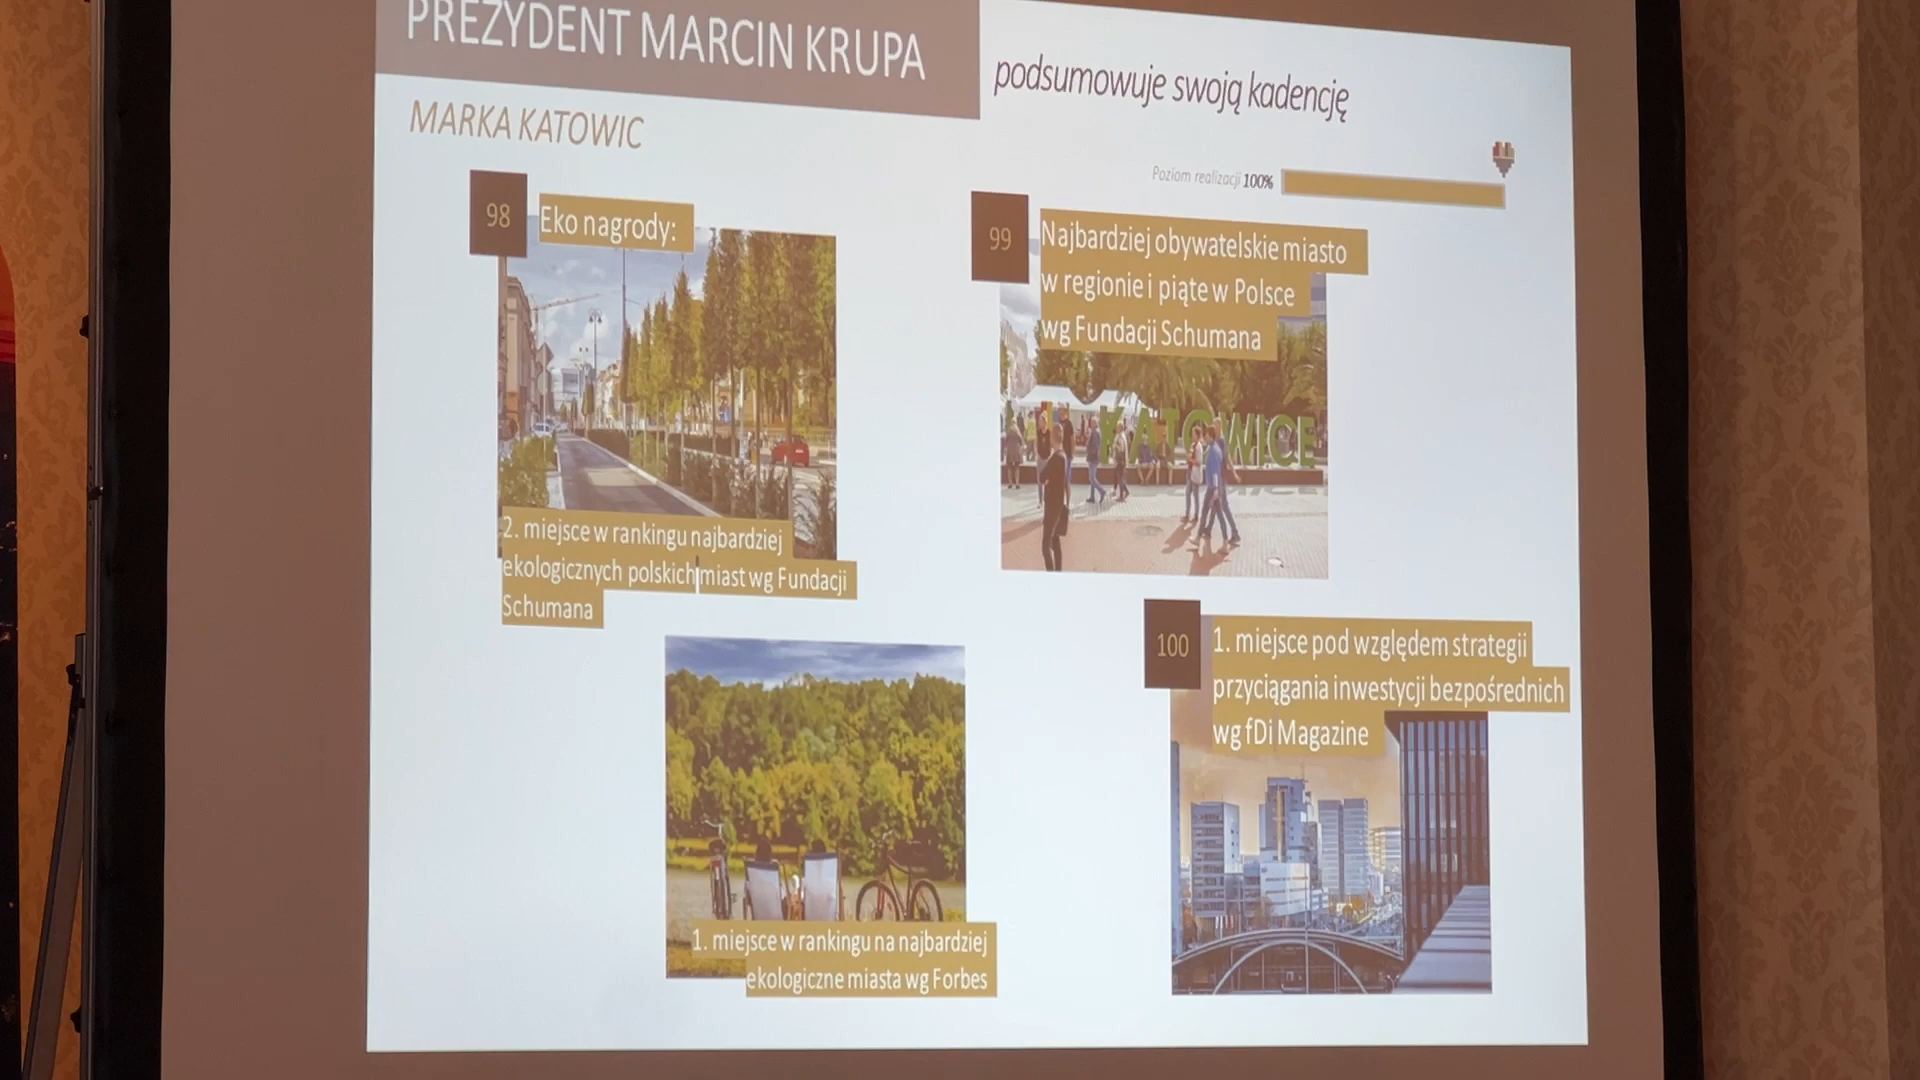 PREZYDENT MARCIN KRUPA
podsumowuje swoją kadencję
MARKA KATOWIC
Poziom realizacji 100%
98
Eko nagrody:
2. miejsce w rankingu najbardziej
ekologicznych polskich miast wg Fundacji
Schumana
1. miejsce w rankingu na najbardziej
ekologiczne miasta wg Forbes
99
Najbardziej obywatelskie miasto
w regionie i piąte w Polsce
wg Fundacji Schumana
KATOWICE
100
1. miejsce pod względem strategii
przyciągania inwestycji bezpośrednich
wg fDi Magazine